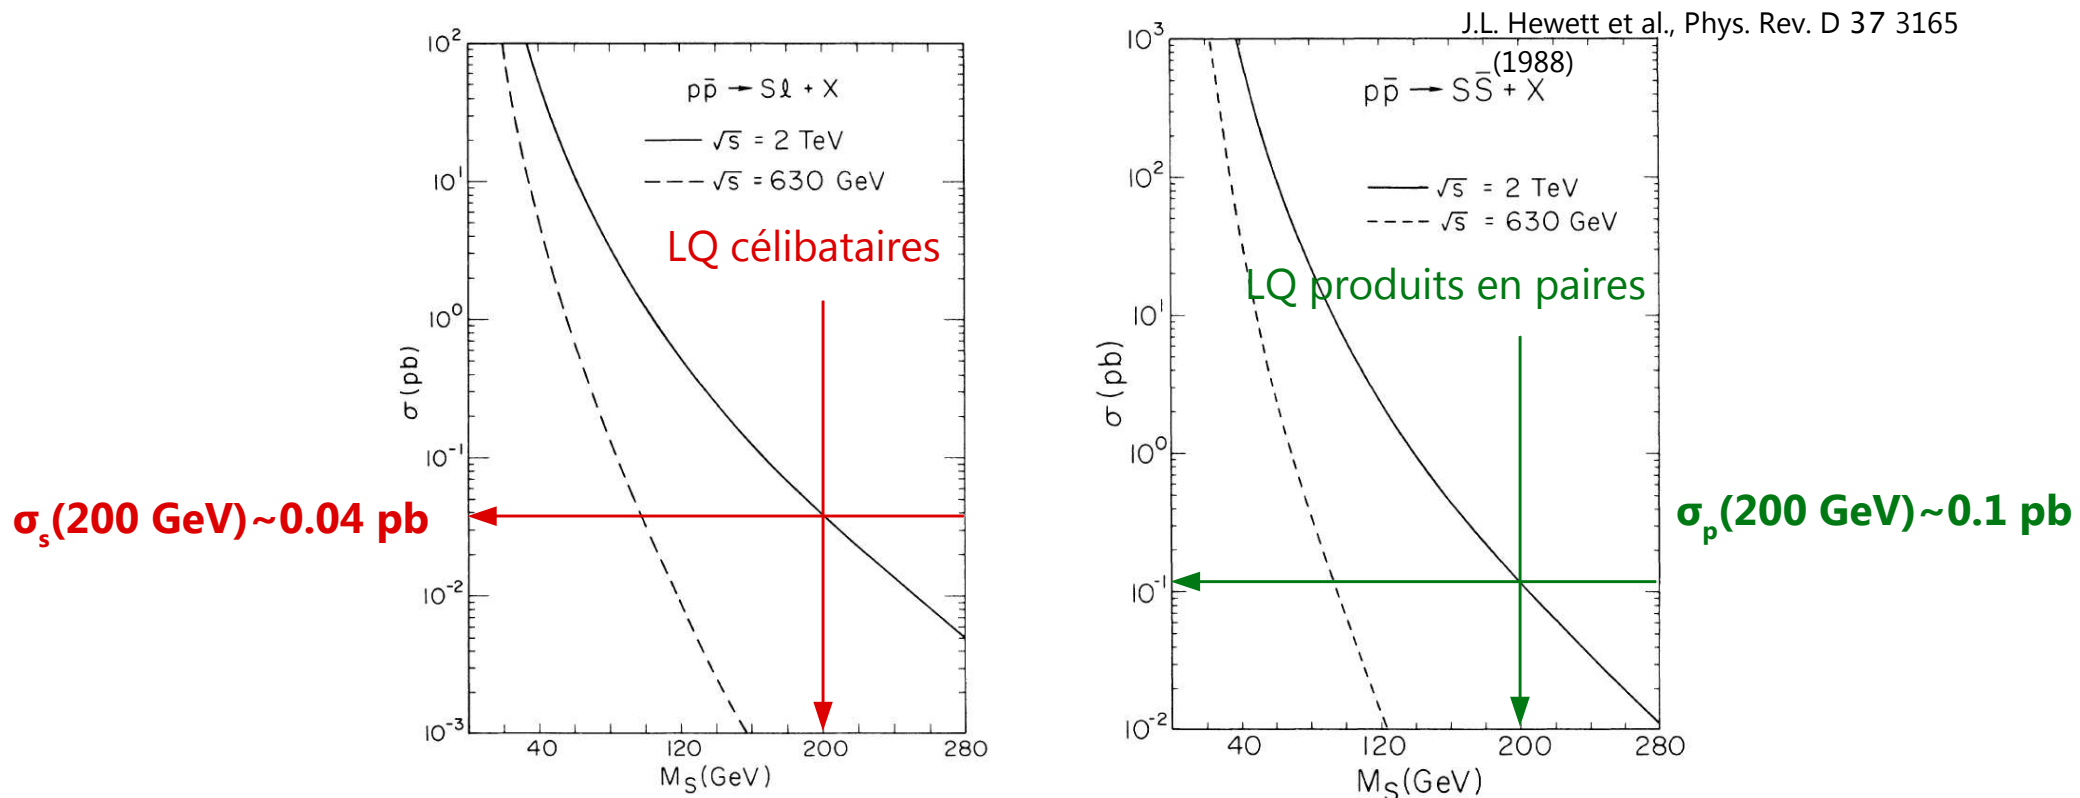 J.L. Hewett et al., Phys. Rev. D 37 3165
(1988)
10²
10¹
10⁰
10⁻¹
10⁻²
10⁻³
σ (pb)
pp̄ → Sℓ + X
√s = 2 TeV
√s = 630 GeV
LQ célibataires
σₛ(200 GeV)~0.04 pb
40 120 200 280
M_S (GeV)
10³
10²
10¹
10⁰
10⁻¹
10⁻²
σ (pb)
pp̄ → SS̄ + X
√s = 2 TeV
√s = 630 GeV
LQ produits en paires
σₚ(200 GeV)~0.1 pb
40 120 200 280
M_S (GeV)